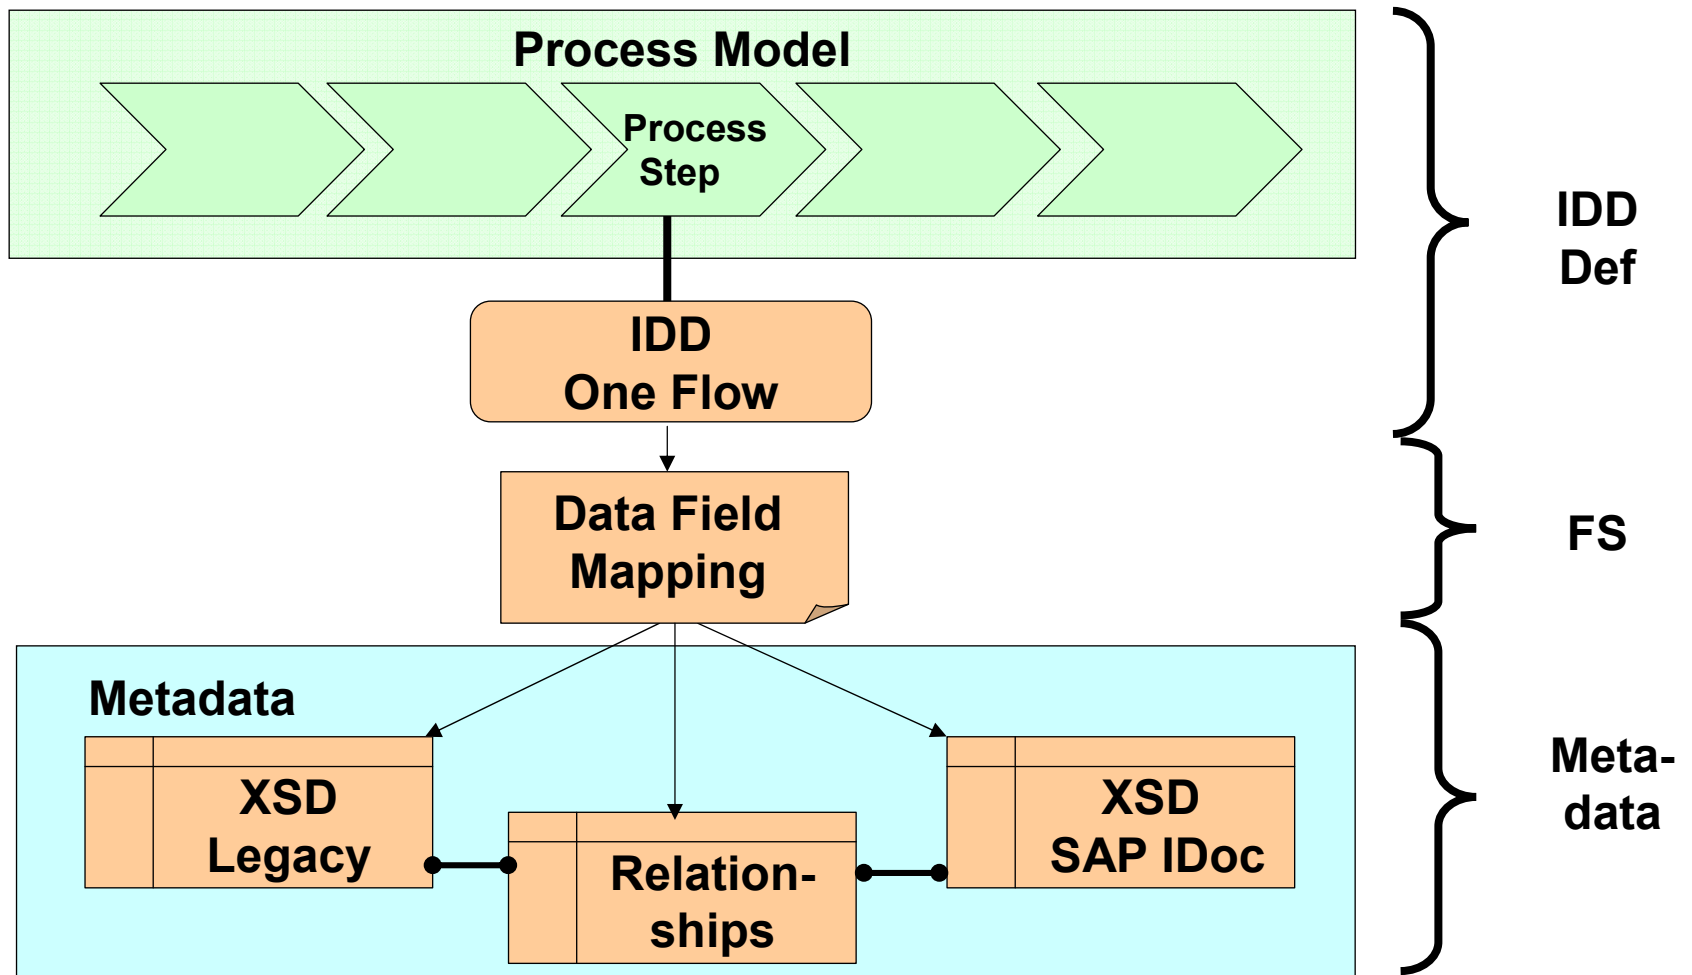 Process Model
Process
Step
IDD
Def
IDD
One Flow
Data Field
Mapping
FS
Metadata
XSD
Legacy
Relation-
ships
XSD
SAP IDoc
Meta-
data